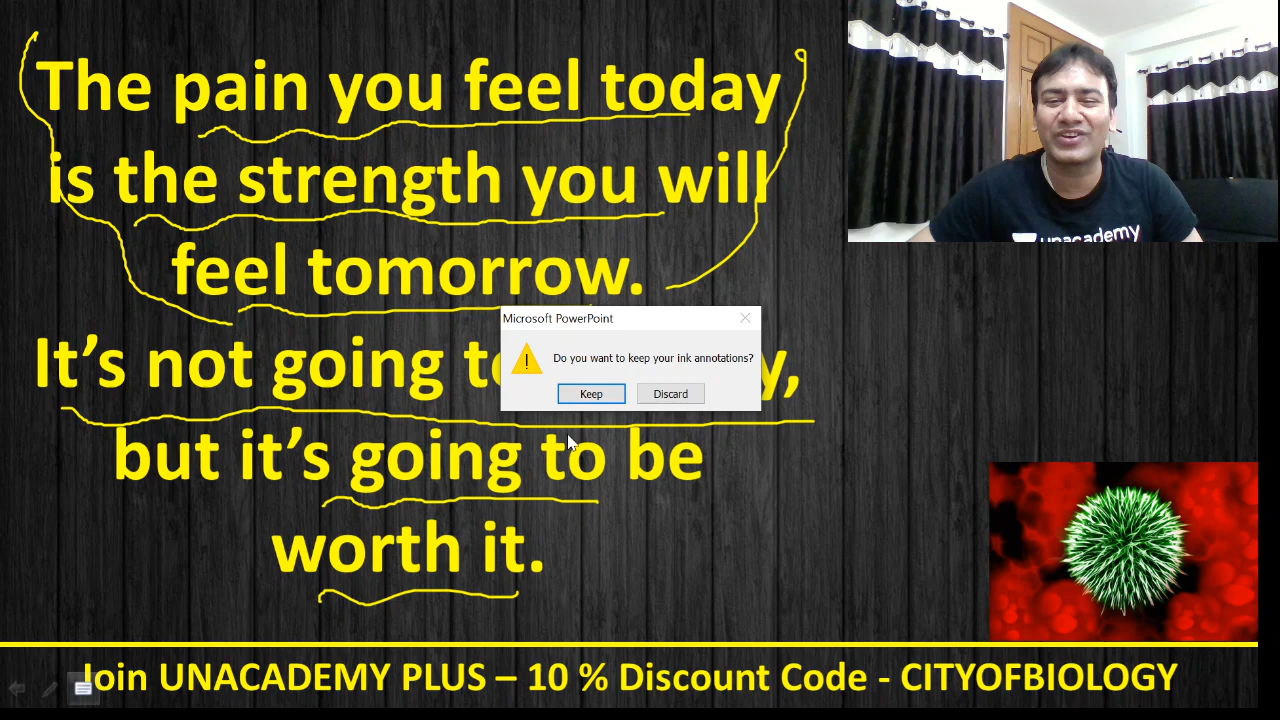 The pain you feel today
is the strength you will
feel tomorrow.
It's not going to y,
but it's going to be
worth it.
Microsoft PowerPoint
Do you want to keep your ink annotations?
Keep Discard
unacademy
Join UNACADEMY PLUS – 10 % Discount Code - CITYOFBIOLOGY